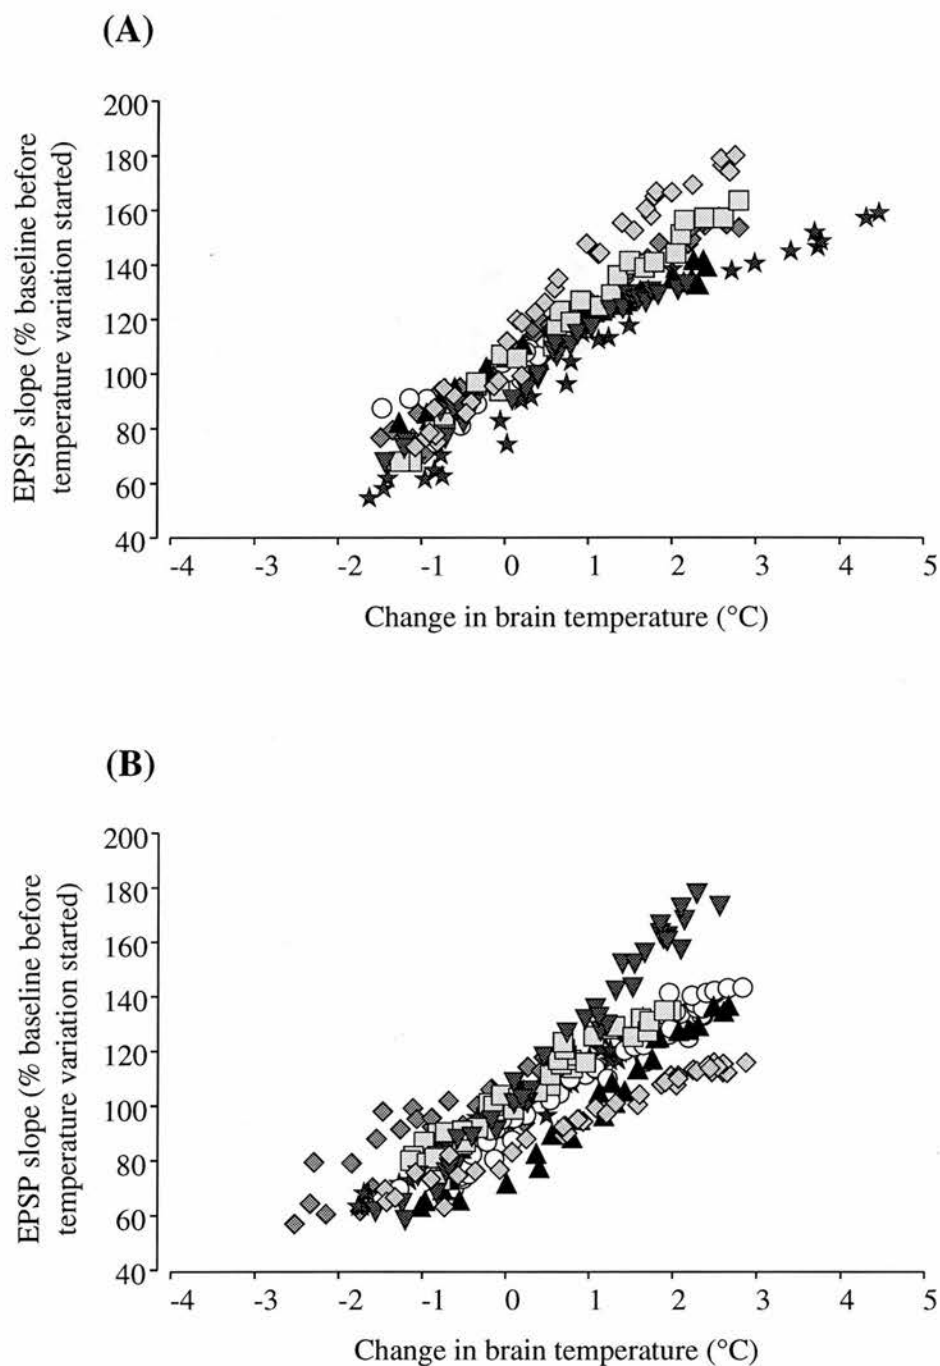 (A)
200
180
160
140
120
100
80
60
40
EPSP slope (% baseline before
temperature variation started)
-4 -3 -2 -1 0 1 2 3 4 5
Change in brain temperature (°C)
(B)
200
180
160
140
120
100
80
60
40
EPSP slope (% baseline before
temperature variation started)
-4 -3 -2 -1 0 1 2 3 4 5
Change in brain temperature (°C)